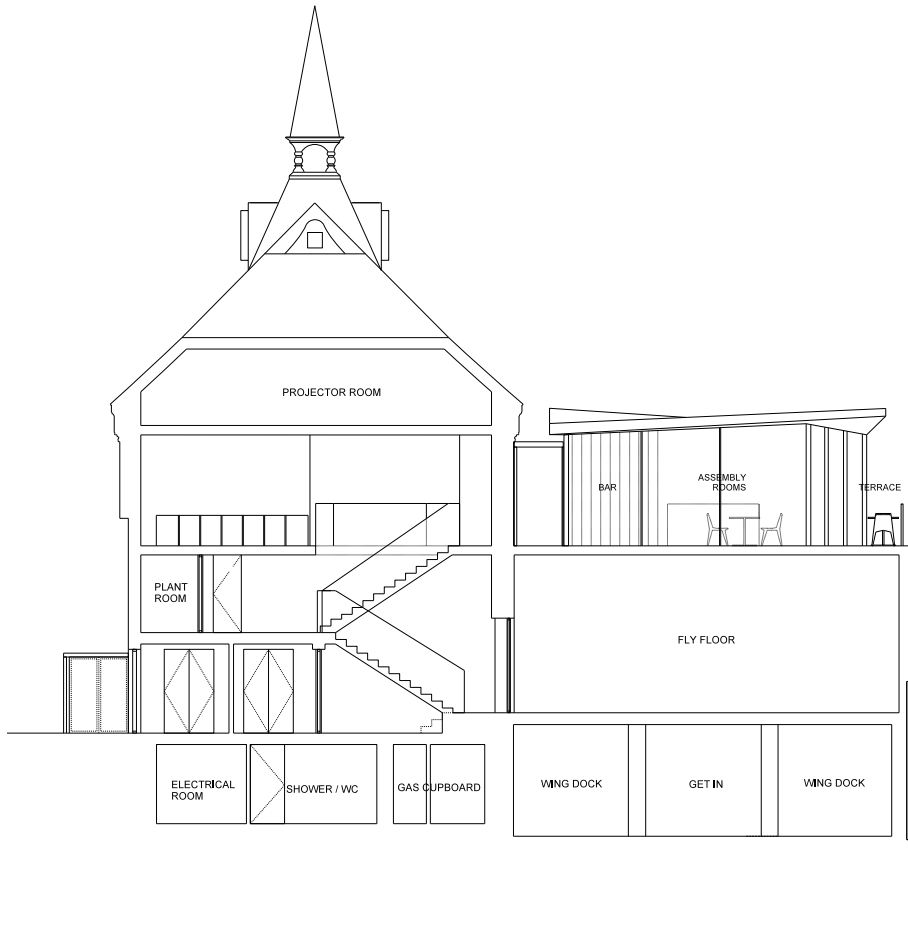 PROJECTOR ROOM
BAR
ASSEMBLY
ROOMS
TERRACE
PLANT
ROOM
FLY FLOOR
ELECTRICAL
ROOM
SHOWER / WC
GAS CUPBOARD
WING DOCK
GET IN
WING DOCK